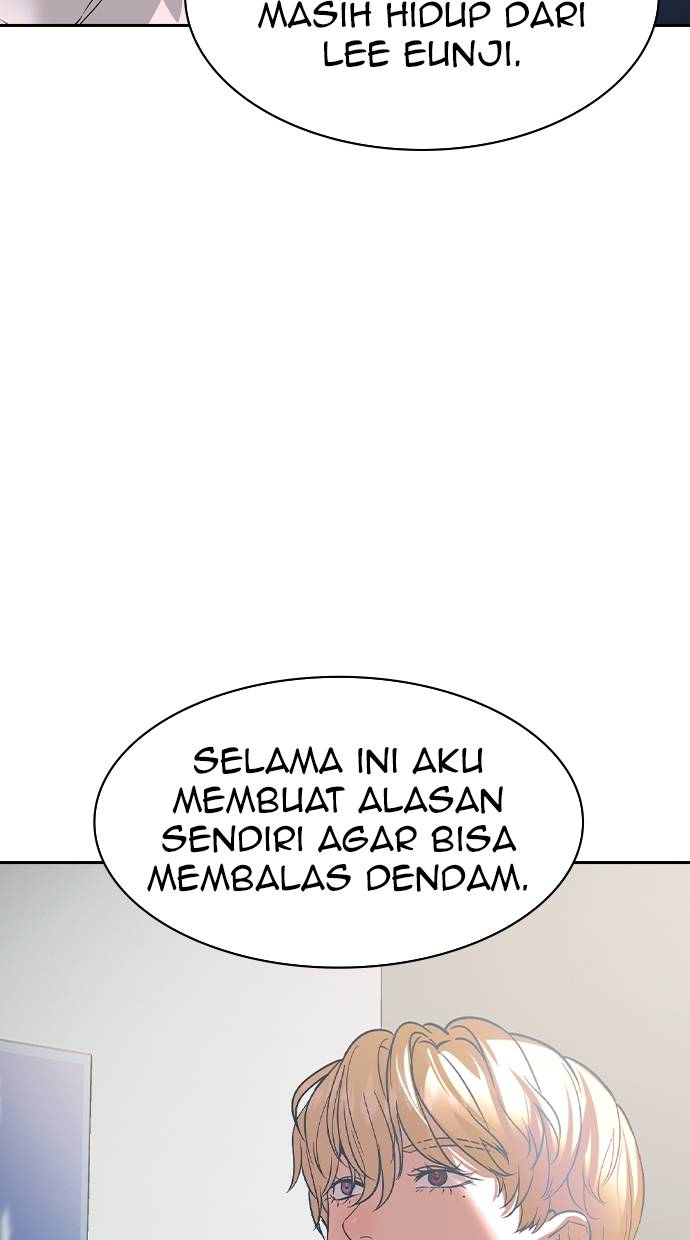 MASIH HIDUP DARI
LEE EUNJI.
SELAMA INI AKU
MEMBUAT ALASAN
SENDIRI AGAR BISA
MEMBALAS DENDAM.